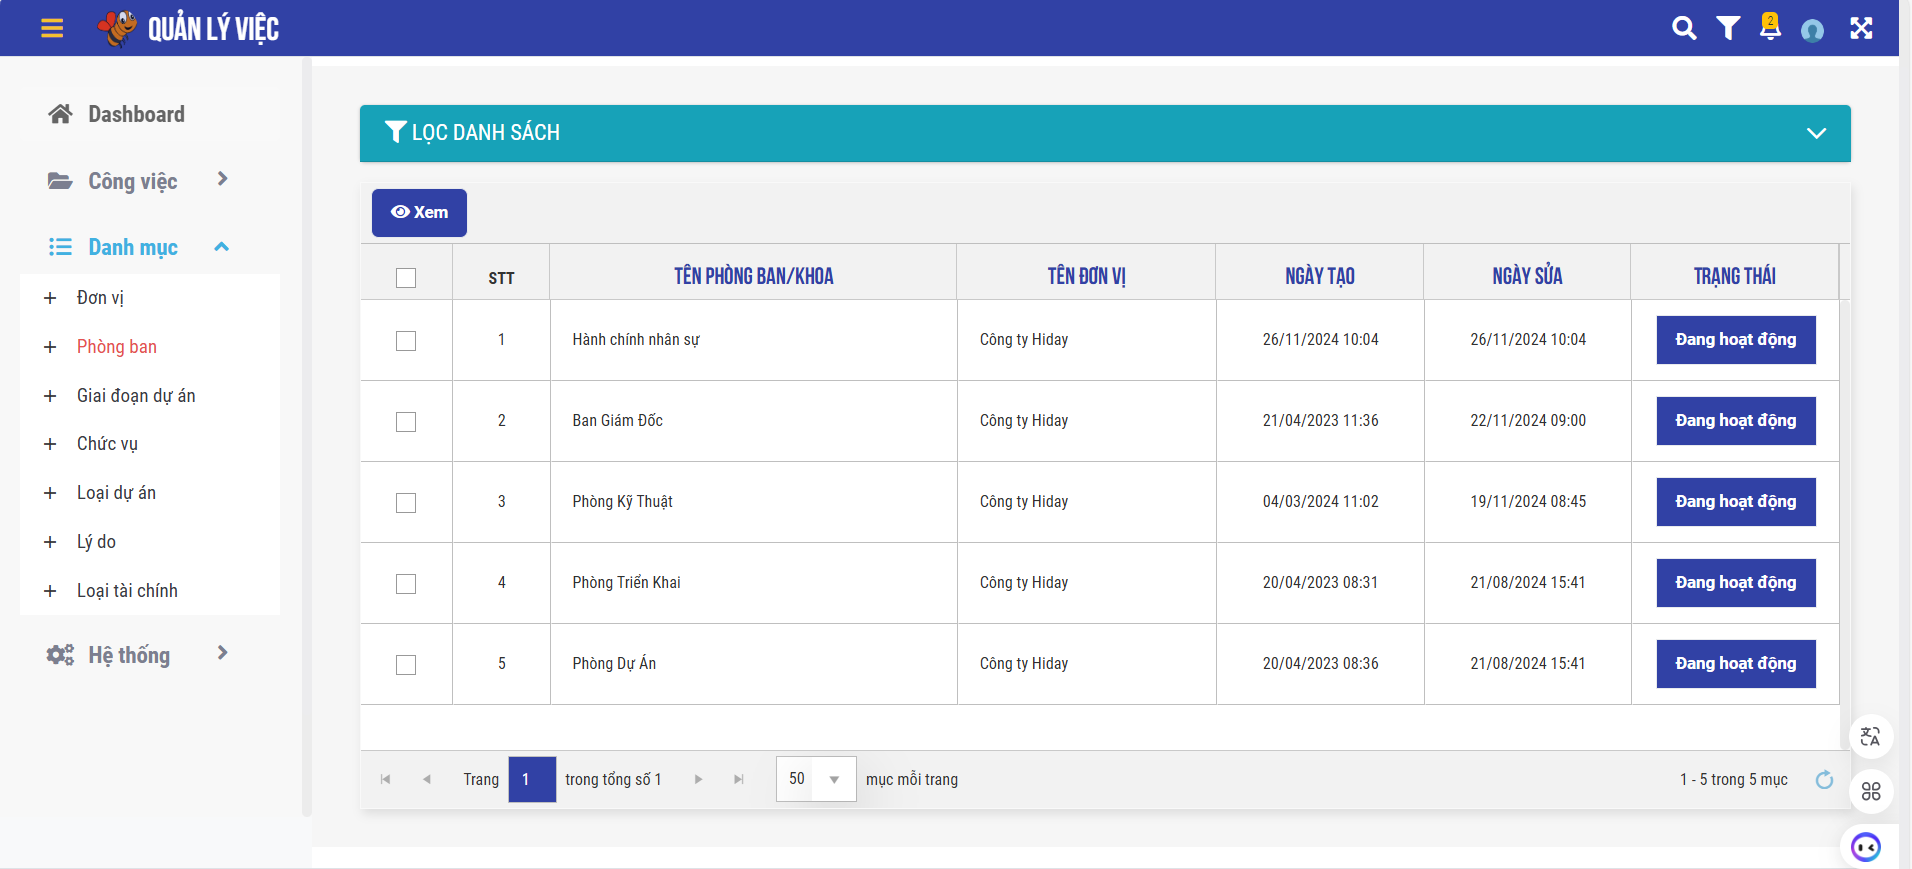 QUẢN LÝ VIỆC
2
Dashboard
Công việc
Danh mục
Đơn vị
Phòng ban
Giai đoạn dự án
Chức vụ
Loại dự án
Lý do
Loại tài chính
Hệ thống
LỌC DANH SÁCH
Xem
STT TÊN PHÒNG BAN/KHOA TÊN ĐƠN VỊ NGÀY TẠO NGÀY SỬA TRẠNG THÁI
1 Hành chính nhân sự Công ty Hiday 26/11/2024 10:04 26/11/2024 10:04 Đang hoạt động
2 Ban Giám Đốc Công ty Hiday 21/04/2023 11:36 22/11/2024 09:00 Đang hoạt động
3 Phòng Kỹ Thuật Công ty Hiday 04/03/2024 11:02 19/11/2024 08:45 Đang hoạt động
4 Phòng Triển Khai Công ty Hiday 20/04/2023 08:31 21/08/2024 15:41 Đang hoạt động
5 Phòng Dự Án Công ty Hiday 20/04/2023 08:36 21/08/2024 15:41 Đang hoạt động
Trang 1 trong tổng số 1 50 mục mỗi trang 1 - 5 trong 5 mục